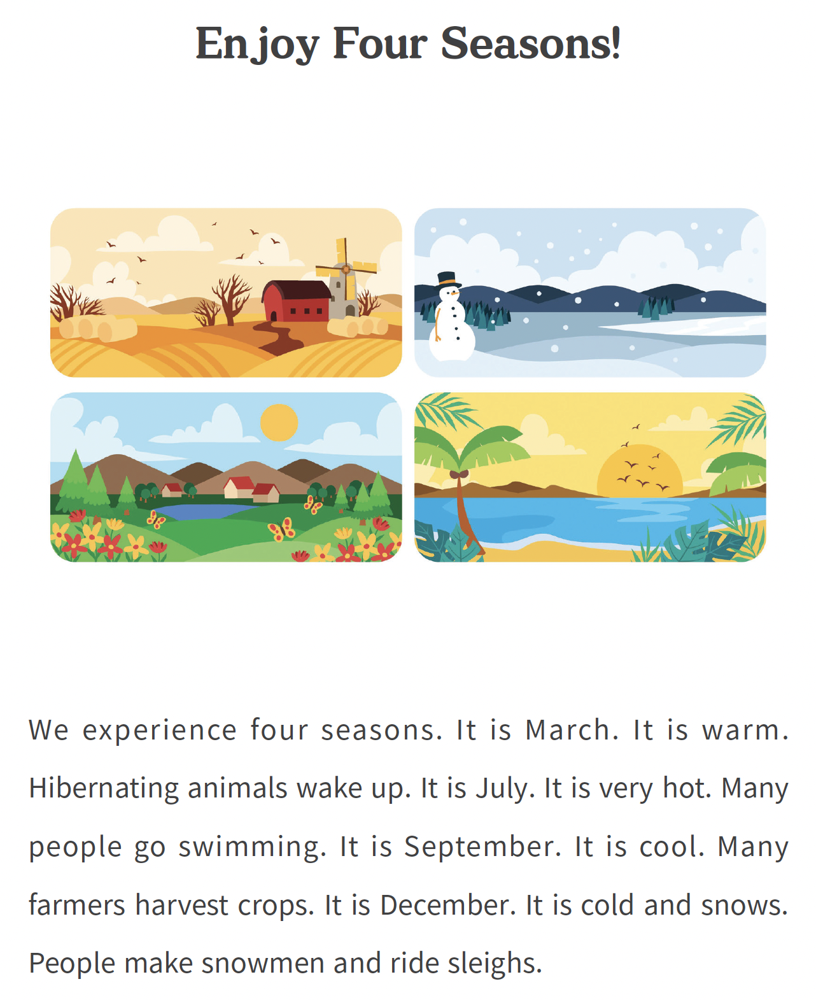 Enjoy Four Seasons!
We experience four seasons. It is March. It is warm.
Hibernating animals wake up. It is July. It is very hot. Many
people go swimming. It is September. It is cool. Many
farmers harvest crops. It is December. It is cold and snows.
People make snowmen and ride sleighs.